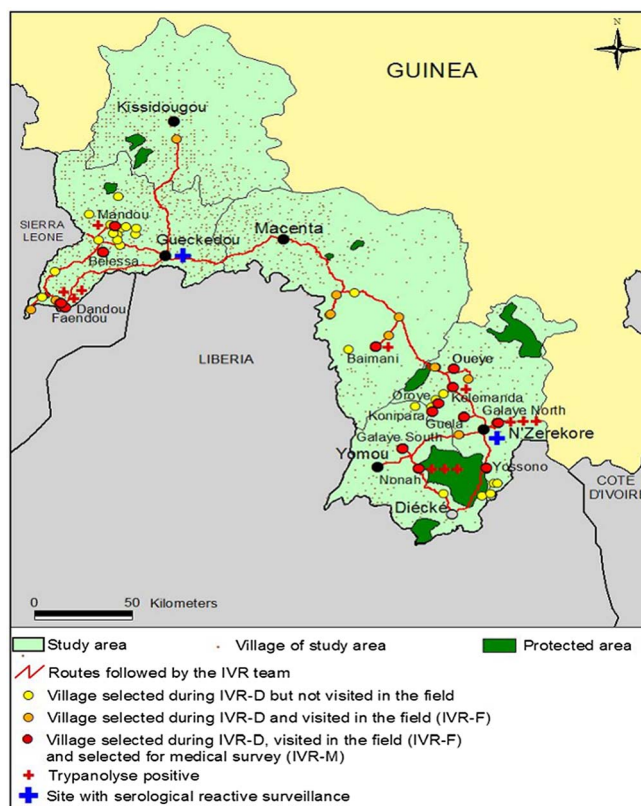 GUINEA
Kissidougou
SIERRA
LEONE
Mandou
Macenta
Gueckedou
Belessa
Dandou
Faendou
LIBERIA
Baimani
Oueye
Oroye
Kelemanda
Konipara
Galaye North
Guela
Galaye South
N'Zerekore
Yomou
Nonah
Yossono
COTE
D'IVOIRE
Diécké
0 50 Kilometers
Study area Village of study area Protected area
Routes followed by the IVR team
Village selected during IVR-D but not visited in the field
Village selected during IVR-D and visited in the field (IVR-F)
Village selected during IVR-D, visited in the field (IVR-F)
and selected for medical survey (IVR-M)
Trypanolyse positive
Site with serological reactive surveillance